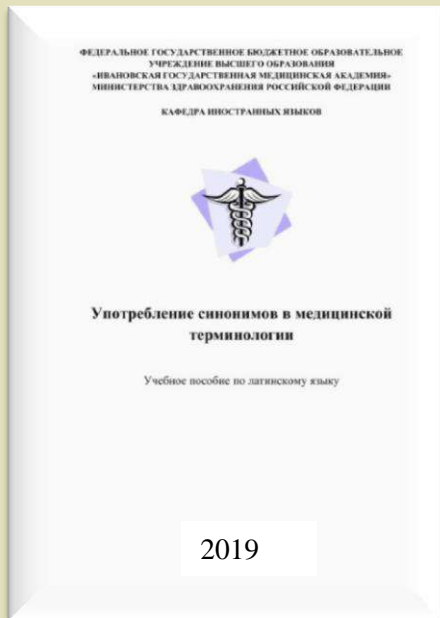 ФЕДЕРАЛЬНОЕ ГОСУДАРСТВЕННОЕ БЮДЖЕТНОЕ ОБРАЗОВАТЕЛЬНОЕ
УЧРЕЖДЕНИЕ ВЫСШЕГО ОБРАЗОВАНИЯ
«ИВАНОВСКАЯ ГОСУДАРСТВЕННАЯ МЕДИЦИНСКАЯ АКАДЕМИЯ»
МИНИСТЕРСТВА ЗДРАВООХРАНЕНИЯ РОССИЙСКОЙ ФЕДЕРАЦИИ
КАФЕДРА ИНОСТРАННЫХ ЯЗЫКОВ
Употребление синонимов в медицинской
терминологии
Учебное пособие по латинскому языку
2019